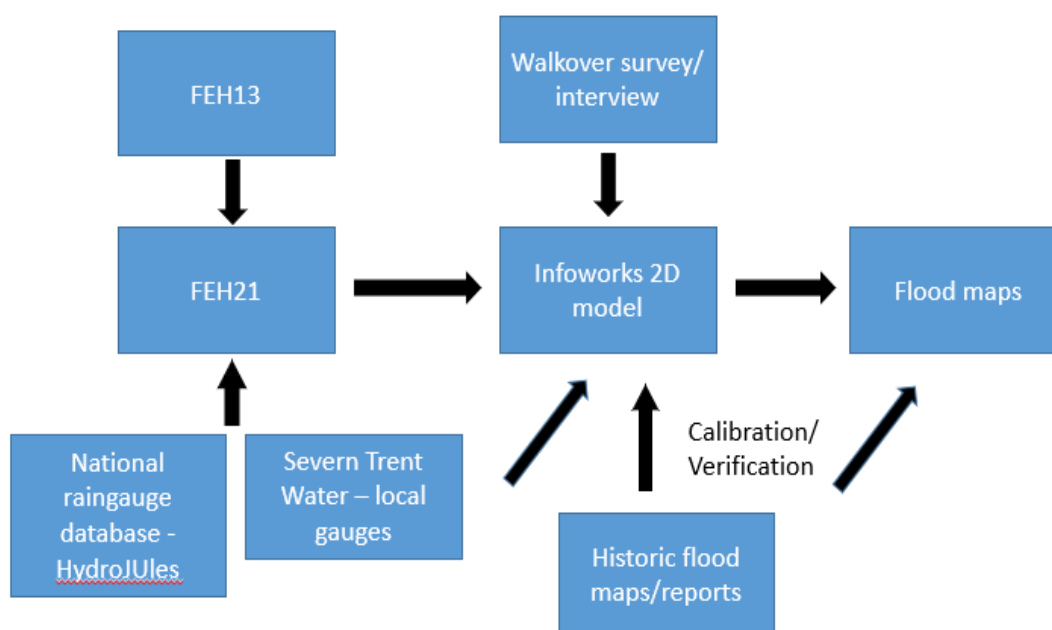 FEH13
Walkover survey/
interview
FEH21
Infoworks 2D
model
Flood maps
National
raingauge
database -
HydroJUles
Severn Trent
Water – local
gauges
Calibration/
Verification
Historic flood
maps/reports